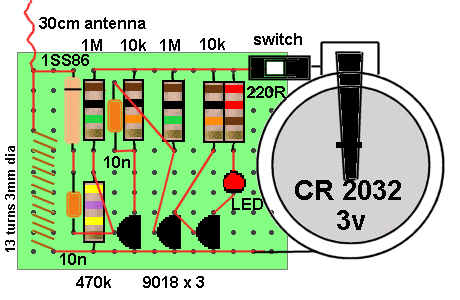 30cm antenna
1SS86
1M 10k 1M 10k
switch
220R
10n
LED
CR 2032
3v
13 turns 3mm dia
10n
470k
9018 x 3